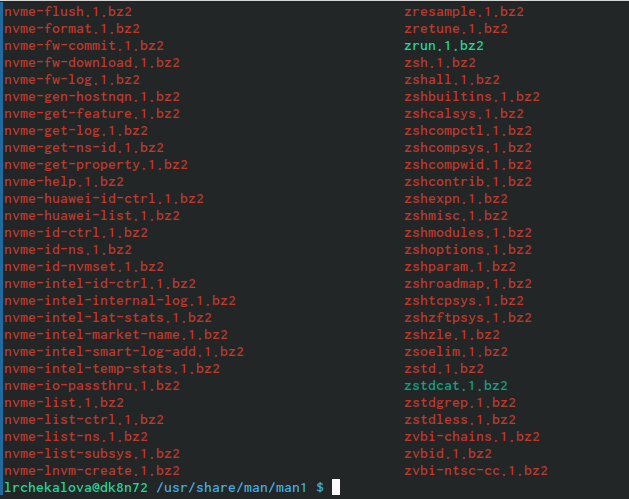 nvme-flush.1.bz2 zresample.1.bz2
nvme-format.1.bz2 zretune.1.bz2
nvme-fw-commit.1.bz2 zrun.1.bz2
nvme-fw-download.1.bz2 zsh.1.bz2
nvme-fw-log.1.bz2 zshall.1.bz2
nvme-gen-hostnqn.1.bz2 zshbuiltins.1.bz2
nvme-get-feature.1.bz2 zshcalsys.1.bz2
nvme-get-log.1.bz2 zshcompctl.1.bz2
nvme-get-ns-id.1.bz2 zshcompsys.1.bz2
nvme-get-property.1.bz2 zshcompwid.1.bz2
nvme-help.1.bz2 zshcontrib.1.bz2
nvme-huawei-id-ctrl.1.bz2 zshexpn.1.bz2
nvme-huawei-list.1.bz2 zshmisc.1.bz2
nvme-id-ctrl.1.bz2 zshmodules.1.bz2
nvme-id-ns.1.bz2 zshoptions.1.bz2
nvme-id-nvmset.1.bz2 zshparam.1.bz2
nvme-intel-id-ctrl.1.bz2 zshroadmap.1.bz2
nvme-intel-internal-log.1.bz2 zshtcpsys.1.bz2
nvme-intel-lat-stats.1.bz2 zshzftpsys.1.bz2
nvme-intel-market-name.1.bz2 zshzle.1.bz2
nvme-intel-smart-log-add.1.bz2 zsoelim.1.bz2
nvme-intel-temp-stats.1.bz2 zstd.1.bz2
nvme-io-passthru.1.bz2 zstdcat.1.bz2
nvme-list.1.bz2 zstdgrep.1.bz2
nvme-list-ctrl.1.bz2 zstdless.1.bz2
nvme-list-ns.1.bz2 zvbi-chains.1.bz2
nvme-list-subsys.1.bz2 zvbid.1.bz2
nvme-lnvm-create.1.bz2 zvbi-ntsc-cc.1.bz2
lrchekalova@dk8n72 /usr/share/man/man1 $